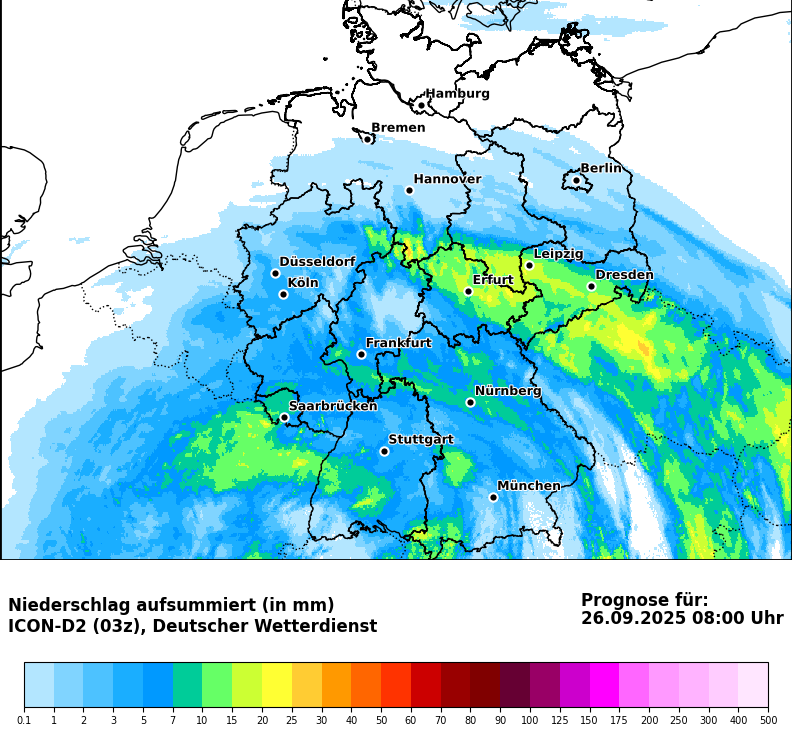 Hamburg
Bremen
Berlin
Hannover
Leipzig
Düsseldorf
Dresden
Erfurt
Köln
Frankfurt
Nürnberg
Saarbrücken
Stuttgart
München
Niederschlag aufsummiert (in mm)
ICON-D2 (03z), Deutscher Wetterdienst
Prognose für:
26.09.2025 08:00 Uhr
0.1 1 2 3 5 7 10 15 20 25 30 40 50 60 70 80 90 100 125 150 175 200 250 300 400 500